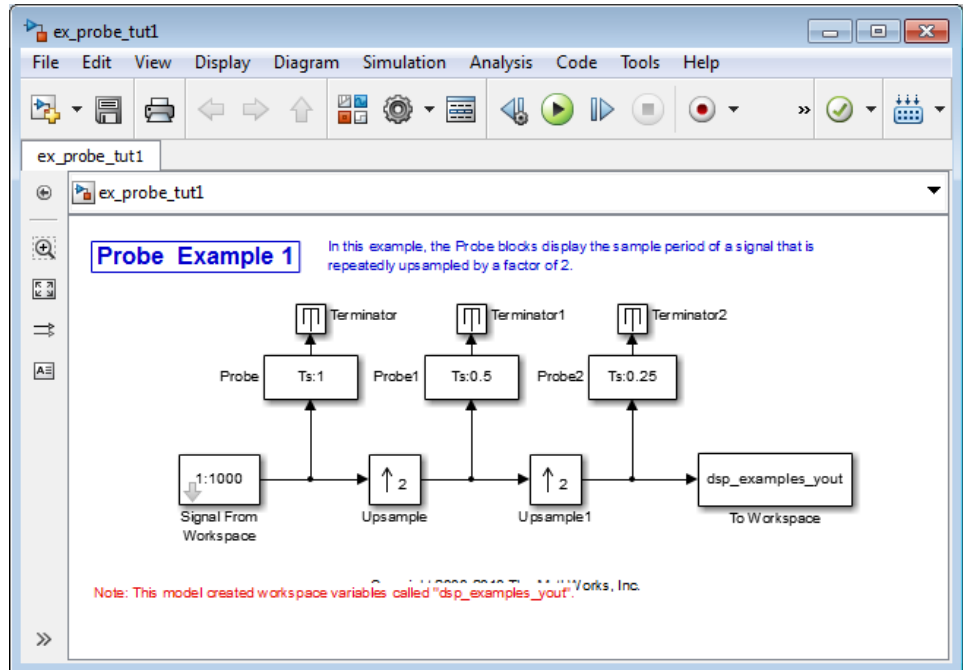 ex_probe_tut1
File Edit View Display Diagram Simulation Analysis Code Tools Help
ex_probe_tut1
ex_probe_tut1
Probe Example 1
In this example, the Probe blocks display the sample period of a signal that is
repeatedly upsampled by a factor of 2.
Terminator Terminator1 Terminator2
Probe Ts:1 Probe1 Ts:0.5 Probe2 Ts:0.25
1:1000 2 2 dsp_examples_yout
Signal From
Workspace
Upsample Upsample1 To Workspace
Works, Inc.
Note: This model created workspace variables called "dsp_examples_yout".